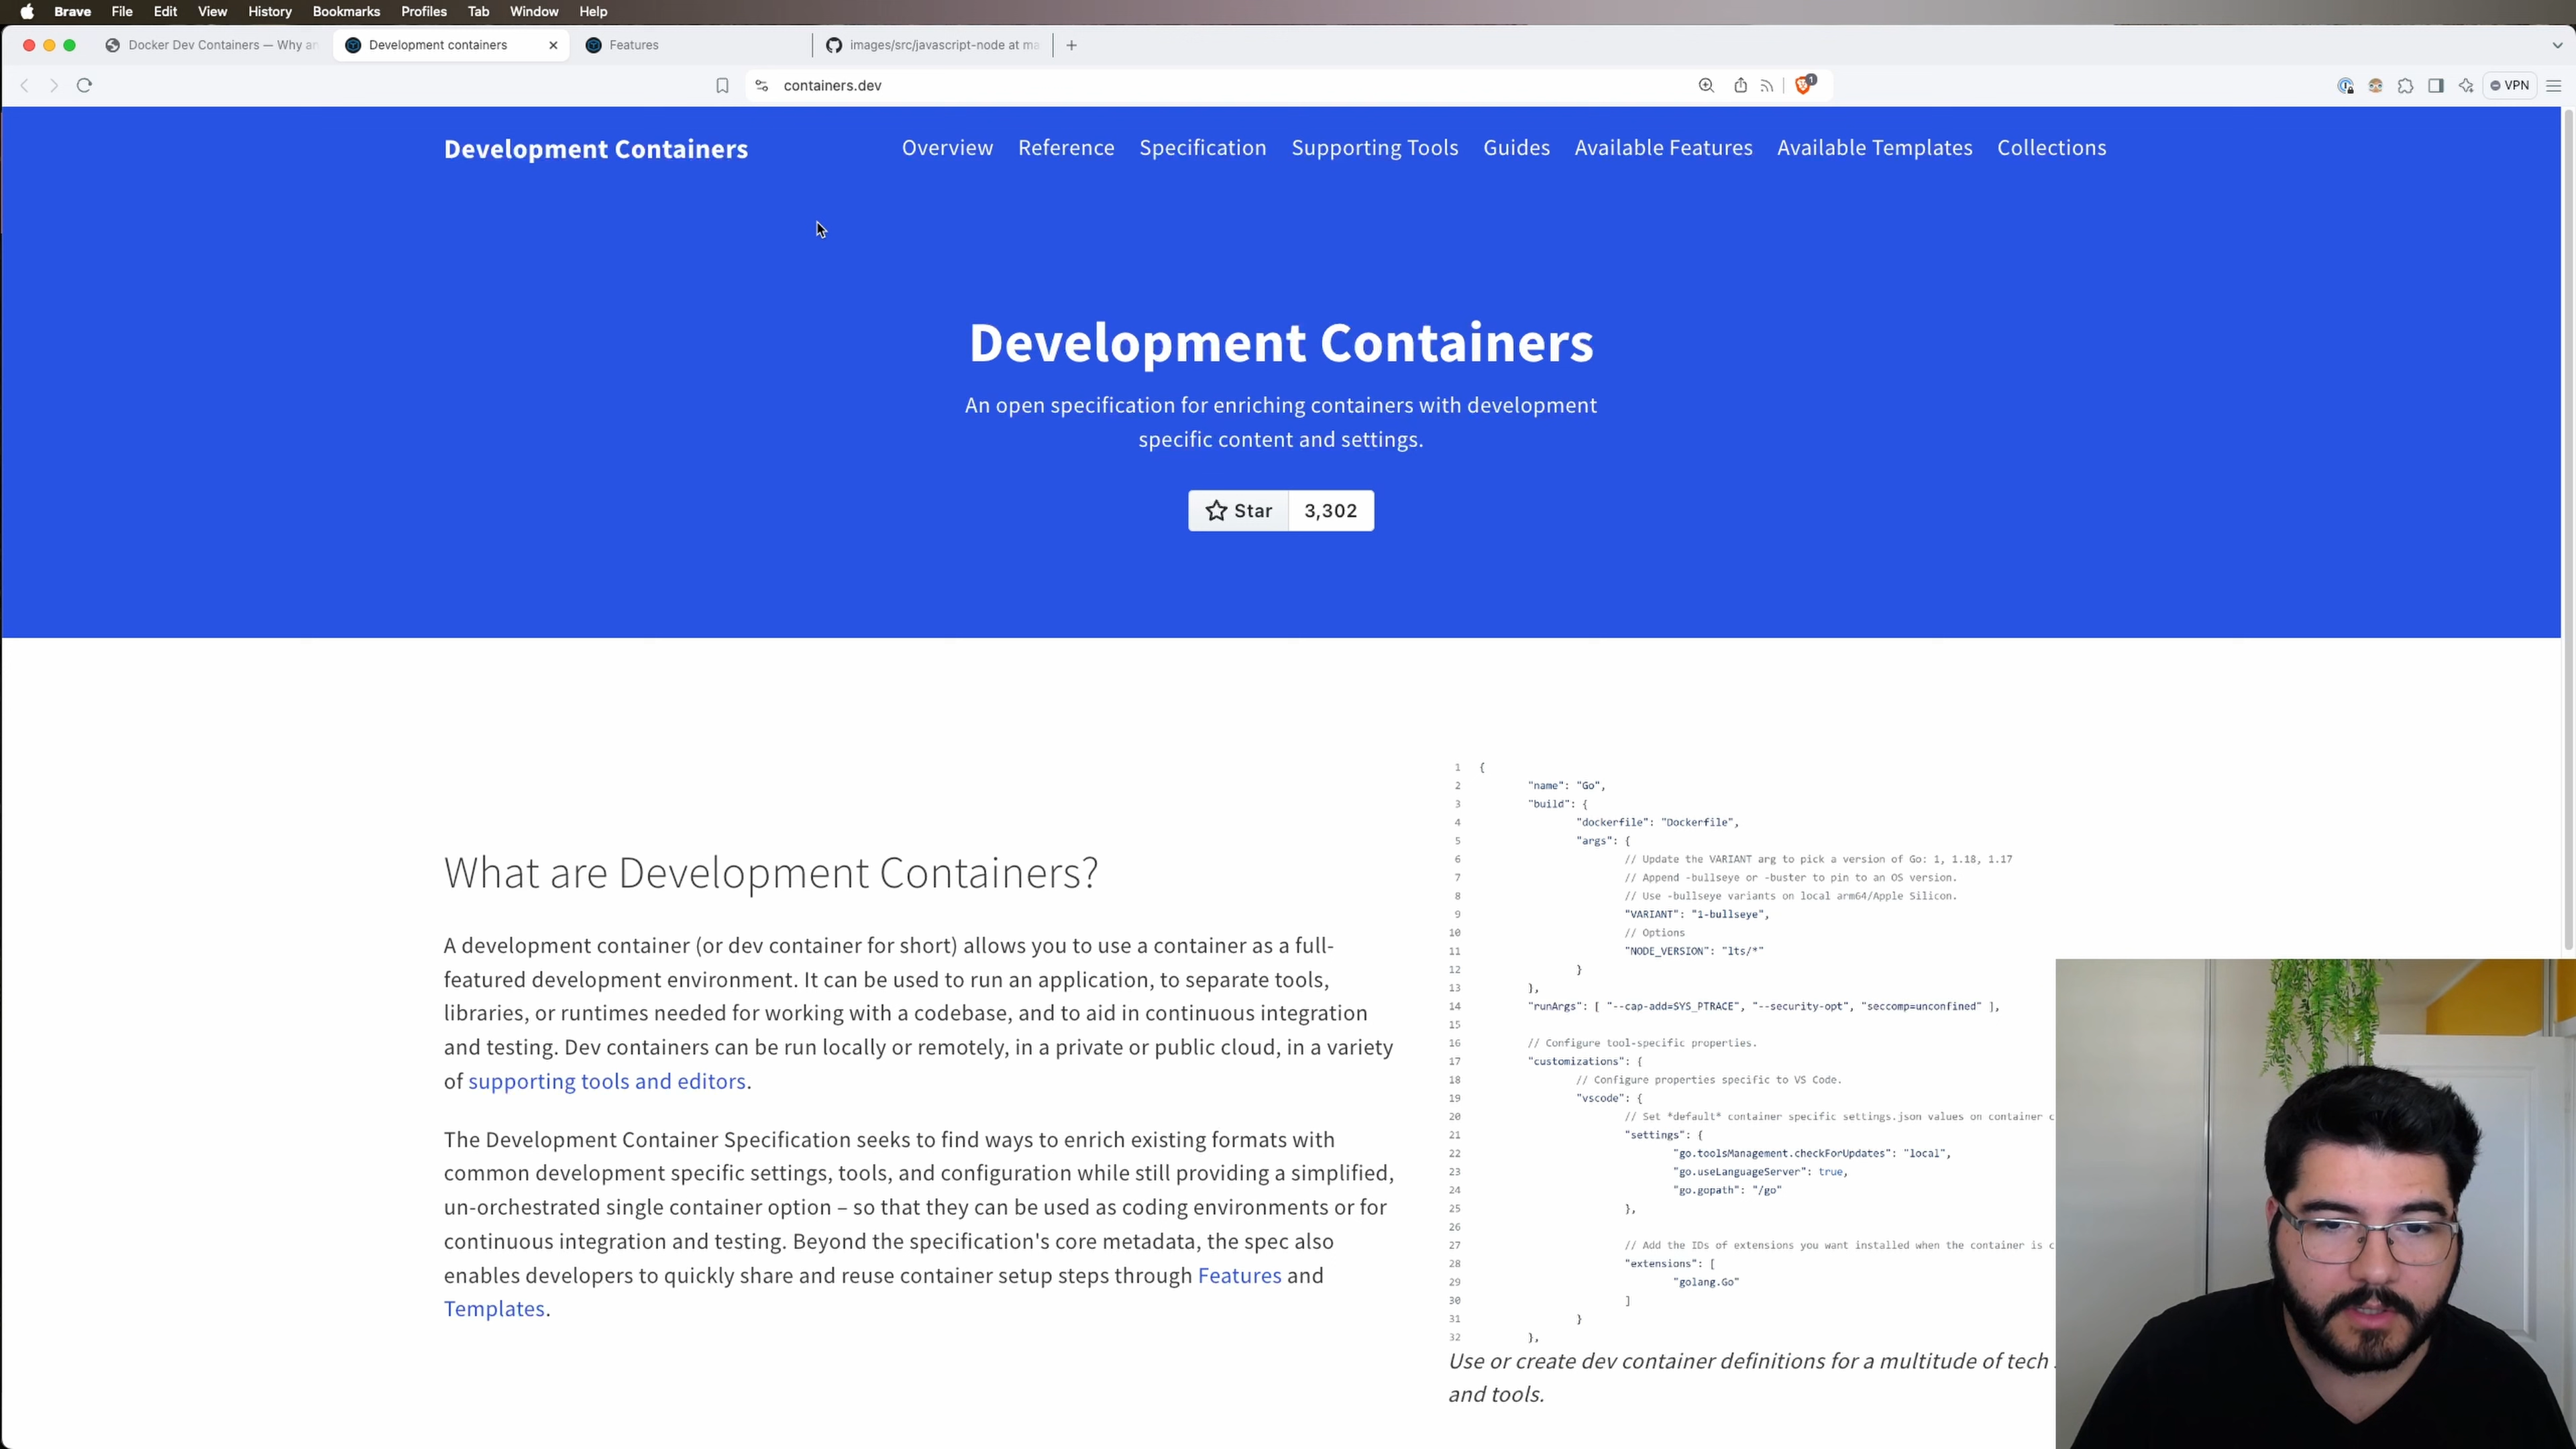 Brave File Edit View History Bookmarks Profiles Tab Window Help
Docker Dev Containers — Why an
Development containers
Features
images/src/javascript-node at ma
containers.dev
1
VPN
Development Containers
Overview Reference Specification Supporting Tools Guides Available Features Available Templates Collections
Development Containers
An open specification for enriching containers with development
specific content and settings.
Star 3,302
What are Development Containers?
A development container (or dev container for short) allows you to use a container as a full-
featured development environment. It can be used to run an application, to separate tools,
libraries, or runtimes needed for working with a codebase, and to aid in continuous integration
and testing. Dev containers can be run locally or remotely, in a private or public cloud, in a variety
of supporting tools and editors.
The Development Container Specification seeks to find ways to enrich existing formats with
common development specific settings, tools, and configuration while still providing a simplified,
un-orchestrated single container option – so that they can be used as coding environments or for
continuous integration and testing. Beyond the specification's core metadata, the spec also
enables developers to quickly share and reuse container setup steps through Features and
Templates.
1 {
2 "name": "Go",
3 "build": {
4 "dockerfile": "Dockerfile",
5 "args": {
6 // Update the VARIANT arg to pick a version of Go: 1, 1.18, 1.17
7 // Append -bullseye or -buster to pin to an OS version.
8 // Use -bullseye variants on local arm64/Apple Silicon.
9 "VARIANT": "1-bullseye",
10 // Options
11 "NODE_VERSION": "lts/*"
12 }
13 },
14 "runArgs": [ "--cap-add=SYS_PTRACE", "--security-opt", "seccomp=unconfined" ],
15
16 // Configure tool-specific properties.
17 "customizations": {
18 // Configure properties specific to VS Code.
19 "vscode": {
20 // Set *default* container specific settings.json values on container c
21 "settings": {
22 "go.toolsManagement.checkForUpdates": "local",
23 "go.useLanguageServer": true,
24 "go.gopath": "/go"
25 },
26
27 // Add the IDs of extensions you want installed when the container is c
28 "extensions": [
29 "golang.Go"
30 ]
31 }
32 },
Use or create dev container definitions for a multitude of tech
and tools.